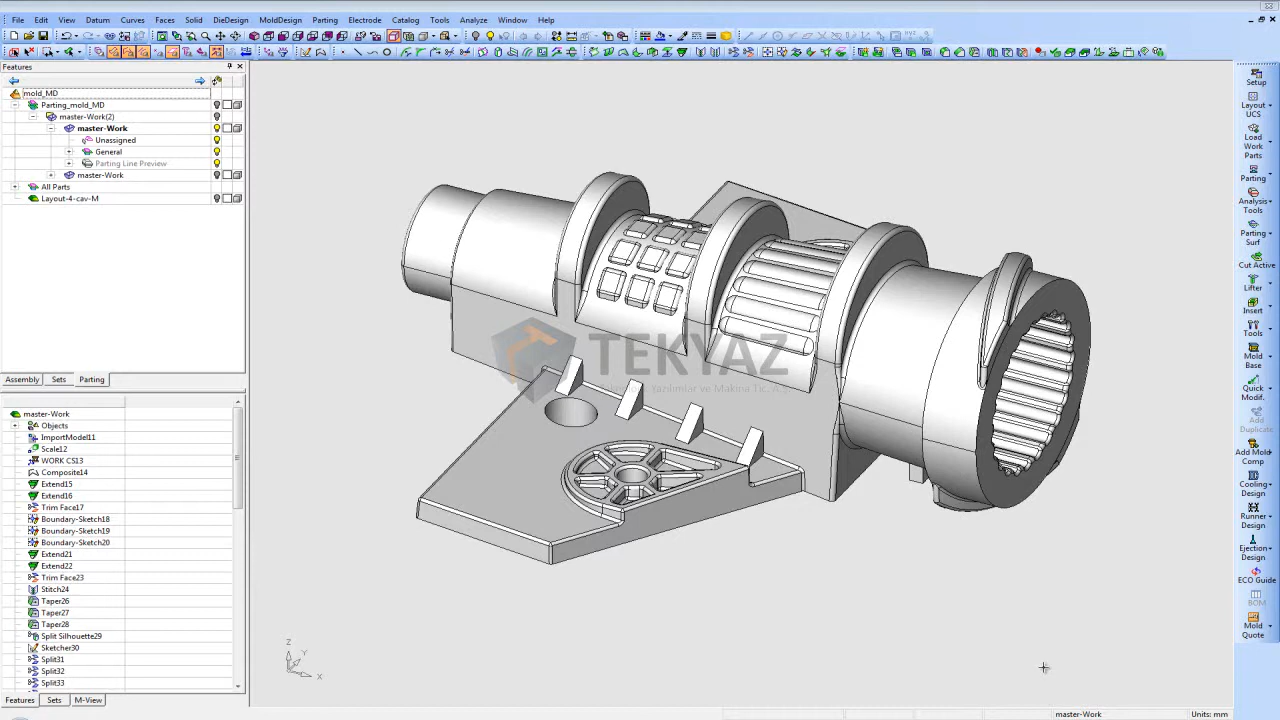 File Edit View Datum Curves Faces Solid DieDesign MoldDesign Parting Electrode Catalog Tools Analyze Window Help
Features
mold_MD
Parting_mold_MD
master-Work(2)
master-Work
Unassigned
General
Parting Line Preview
master-Work
All Parts
Layout-4-cav-M
Assembly Sets Parting
master-Work
Objects
ImportModel11
Scale12
WORK CS13
Composite14
Extend15
Extend16
Trim Face17
Boundary-Sketch18
Boundary-Sketch19
Boundary-Sketch20
Extend21
Extend22
Trim Face23
Stitch24
Taper26
Taper27
Taper28
Split Silhouette29
Sketcher30
Split31
Split32
Split33
Features Sets M-View
TEKYAZ
Z
Y
X
Setup
Layout
UCS
Load
Work
Parts
Parting
Analysis
Tools
Parting
Surf
Cut Active
Lifter
Insert
Tools
Mold
Base
Quick
Modif.
Add
Duplicate
Add Mold
Comp
Cooling
Design
Runner
Design
Ejection
Design
ECO Guide
BOM
Mold
Quote
master-Work
Units: mm